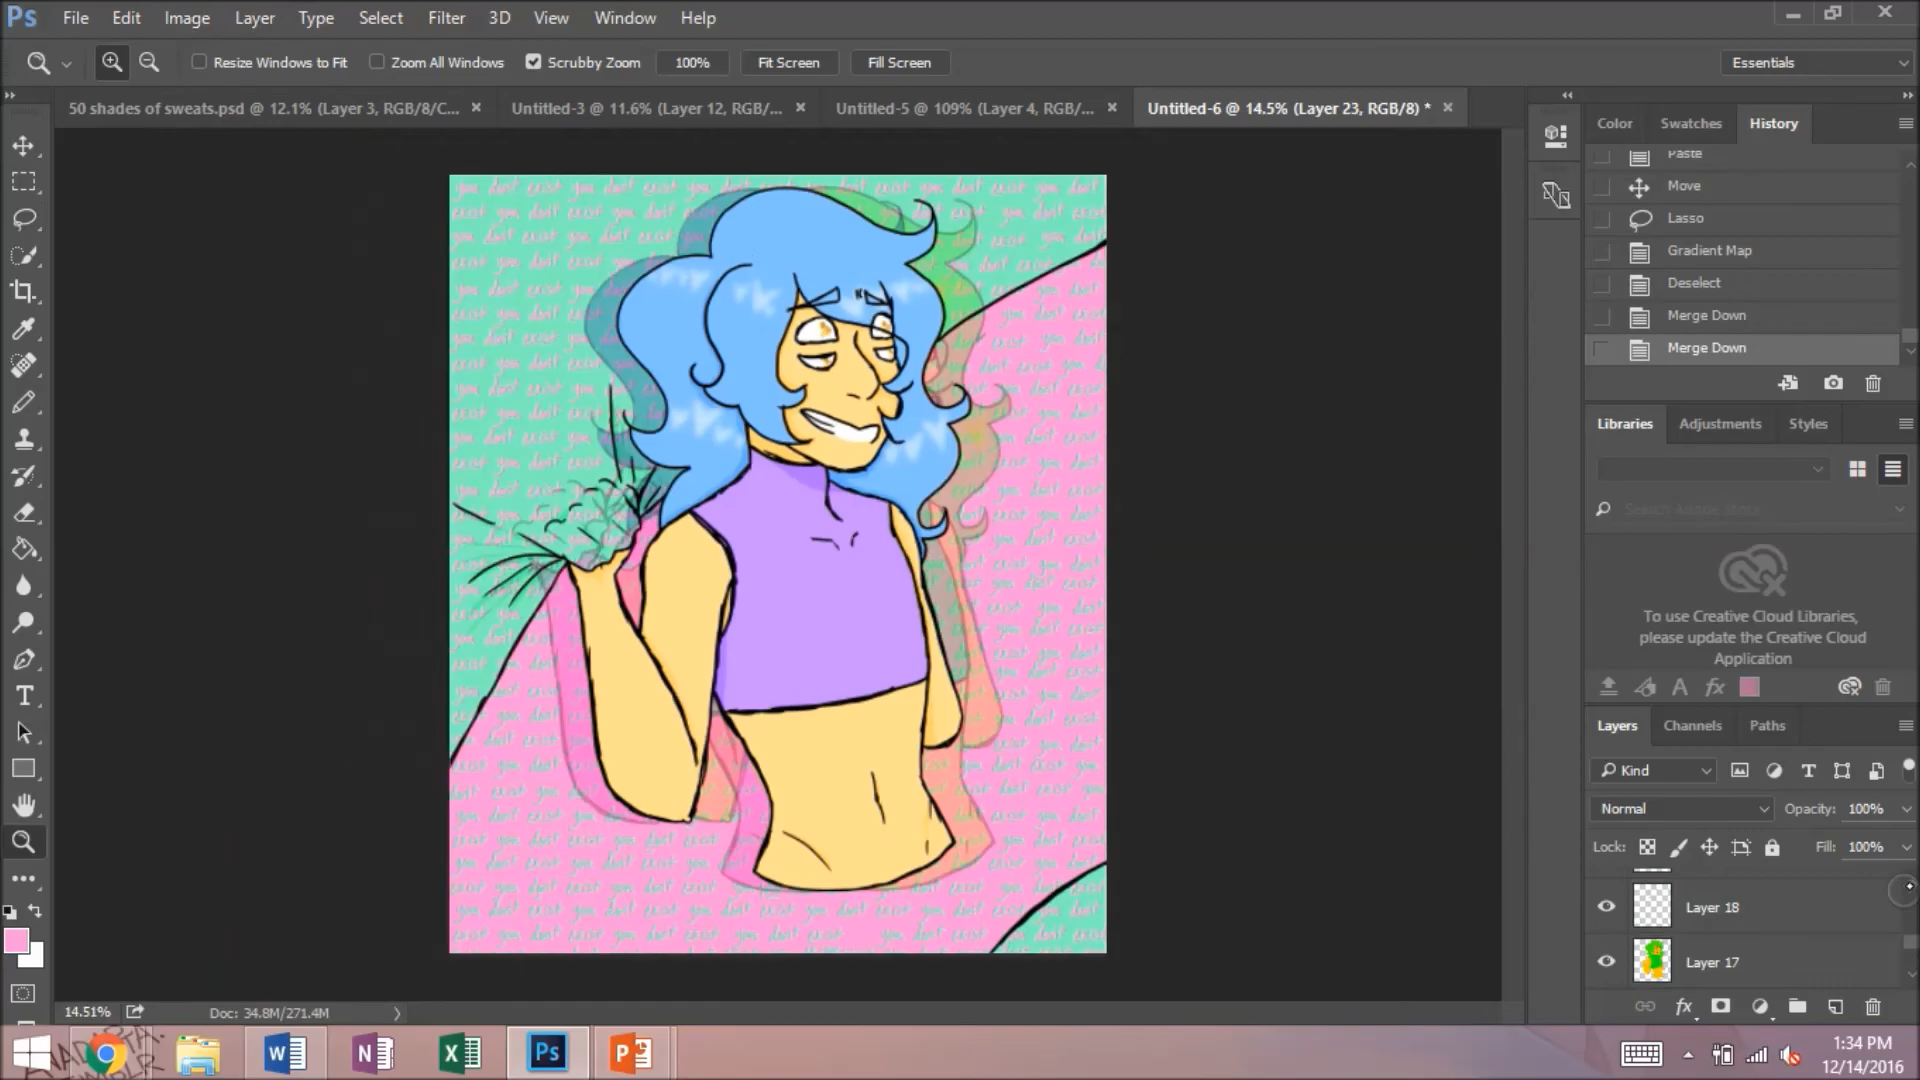 Ps File Edit Image Layer Type Select Filter 3D View Window Help
Resize Windows to Fit Zoom All Windows Scrubby Zoom 100% Fit Screen Fill Screen Essentials
50 shades of sweats.psd @ 12.1% (Layer 3, RGB/8/C... Untitled-3 @ 11.6% (Layer 12, RGB/... Untitled-5 @ 109% (Layer 4, RGB/... Untitled-6 @ 14.5% (Layer 23, RGB/8) *
Color Swatches History
Paste
Move
Lasso
Gradient Map
Deselect
Merge Down
Merge Down
Libraries Adjustments Styles
Search Adobe Stock
To use Creative Cloud Libraries,
please update the Creative Cloud
Application
Layers Channels Paths
Kind
Normal Opacity: 100%
Lock: Fill: 100%
Layer 18
Layer 17
you don't exist you don't exist you don't exist
14.51% Doc: 34.8M/271.4M
1:34 PM
12/14/2016